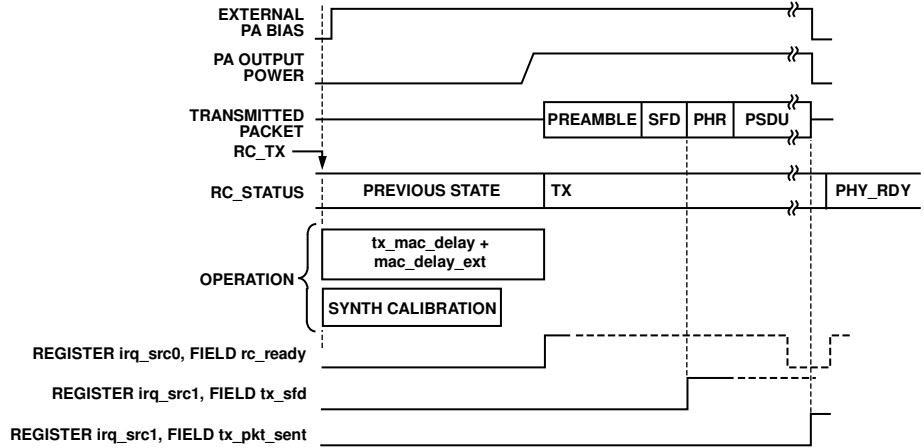 EXTERNAL
PA BIAS
PA OUTPUT
POWER
TRANSMITTED
PACKET
PREAMBLE SFD PHR PSDU
RC_TX
RC_STATUS PREVIOUS STATE TX PHY_RDY
tx_mac_delay +
mac_delay_ext
OPERATION
SYNTH CALIBRATION
REGISTER irq_src0, FIELD rc_ready
REGISTER irq_src1, FIELD tx_sfd
REGISTER irq_src1, FIELD tx_pkt_sent